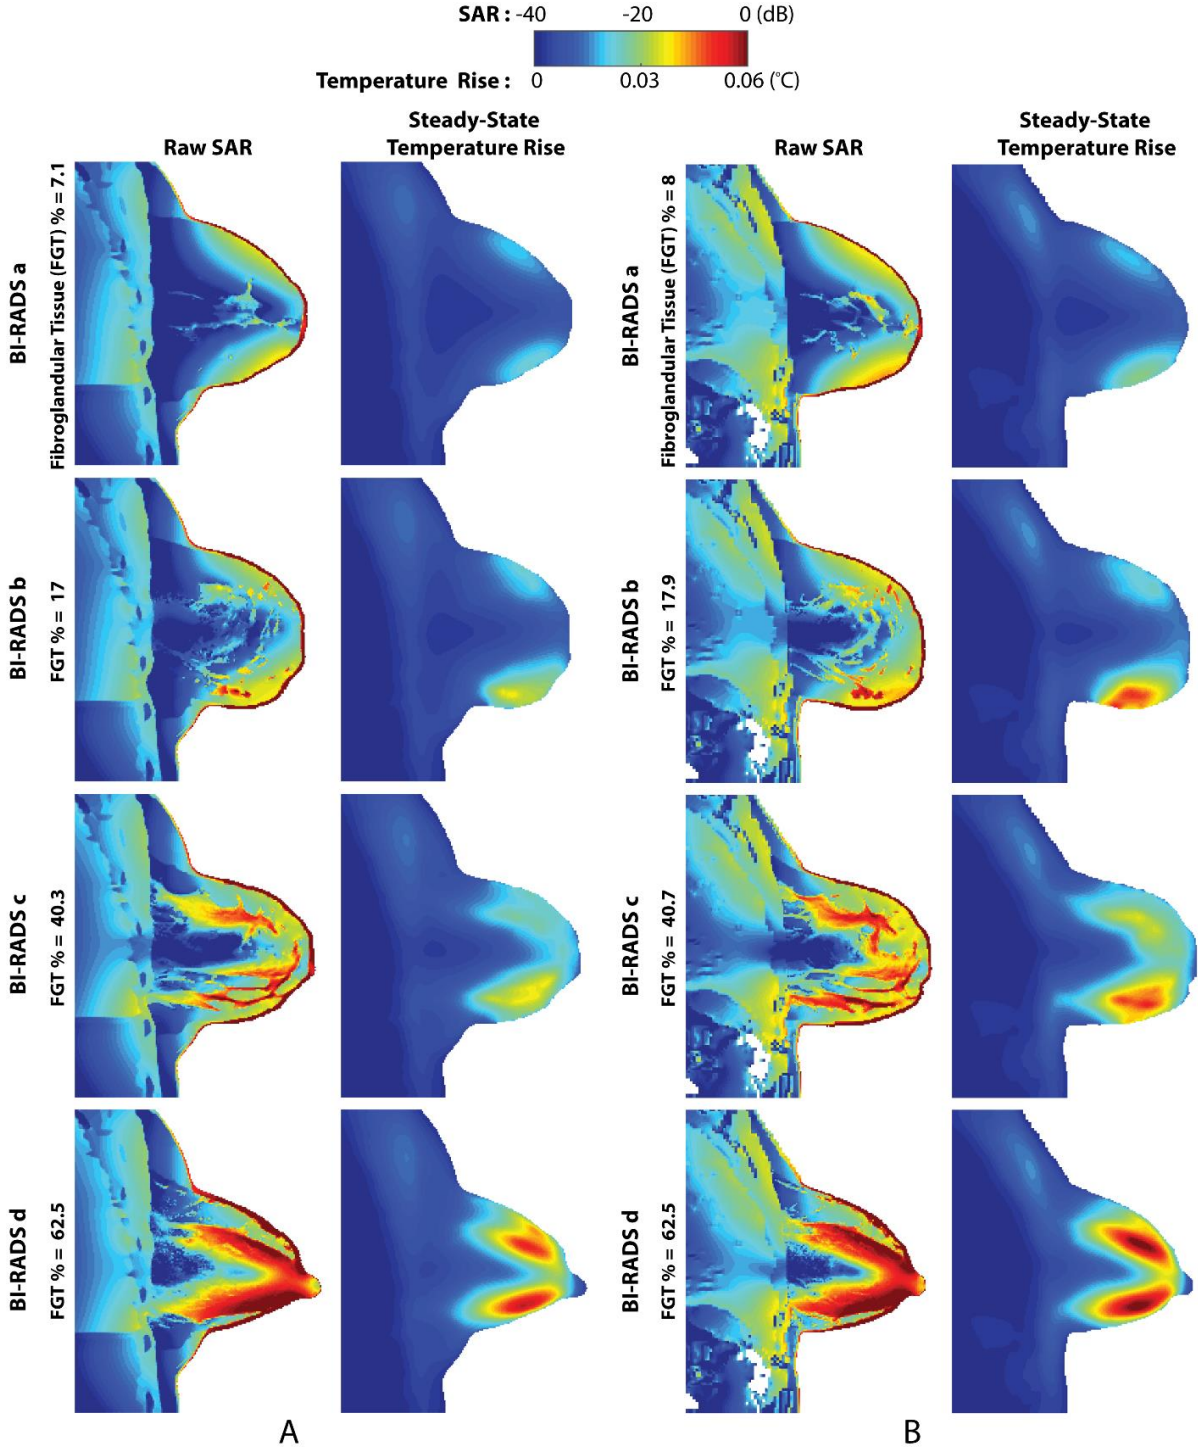 SAR : -40 -20 0 (dB)
Temperature Rise : 0 0.03 0.06 (°C)
Raw SAR
Steady-State
Temperature Rise
Raw SAR
Steady-State
Temperature Rise
BI-RADS a
Fibroglandular Tissue (FGT) % = 7.1
BI-RADS a
Fibroglandular Tissue (FGT) % = 8
BI-RADS b
FGT % = 17
BI-RADS b
FGT % = 17.9
BI-RADS c
FGT % = 40.3
BI-RADS c
FGT % = 40.7
BI-RADS d
FGT % = 62.5
BI-RADS d
FGT % = 62.5
A
B